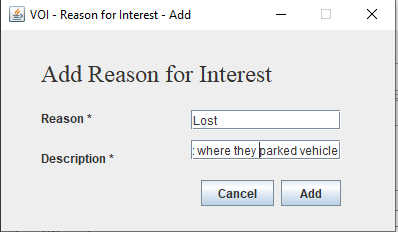 VOI - Reason for Interest - Add
Add Reason for Interest
Reason *
Lost
Description *
where they parked vehicle
Cancel
Add